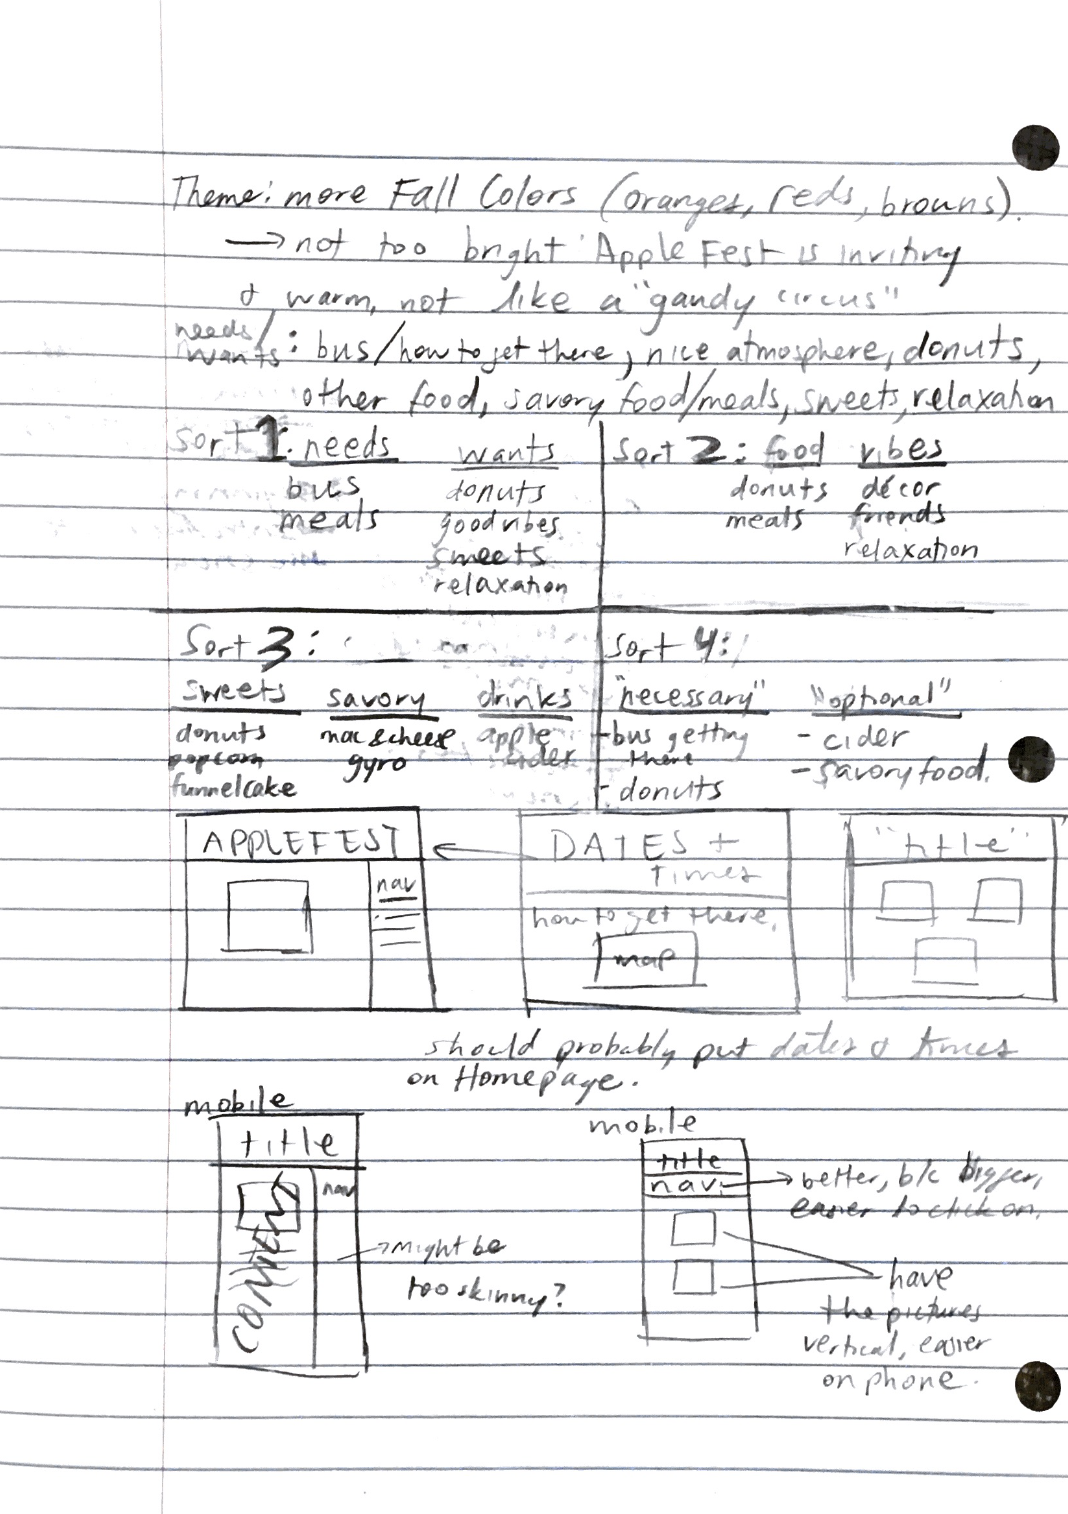 Theme: more Fall Colors (oranges, reds, browns).
→ not too bright Apple Fest is inviting
& warm, not like a "gandy circus"
needs/
wants: bus/how to get there, nice atmosphere, donuts,
other food, savory food/meals, sweets, relaxation
Sort 1: needs wants
bus donuts
meals good vibes
sweets
relaxation
Sort 2: food vibes
donuts décor
meals friends
relaxation
Sort 3:
sweets savory drinks
donuts mac & cheese apple
popcorn gyro cider
funnelcake
Sort 4:
"necessary" "optional"
- bus getting - cider
there - savory food.
- donuts
APPLEFEST
nav
DATES +
times
how to get there.
map
"title"
should probably put dates & times
on Homepage.
mobile
title
nav
CONTENT
→ might be
too skinny?
mobile
title
nav → better, b/c bigger,
easier to click on.
have
the pictures
vertical, easier
on phone.